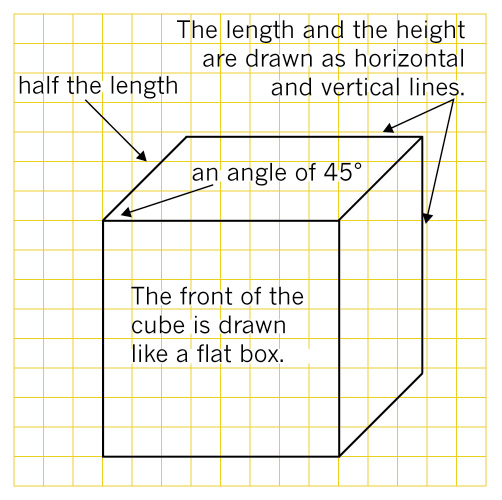 The length and the height
are drawn as horizontal
and vertical lines.
half the length
an angle of 45°
The front of the
cube is drawn
like a flat box.